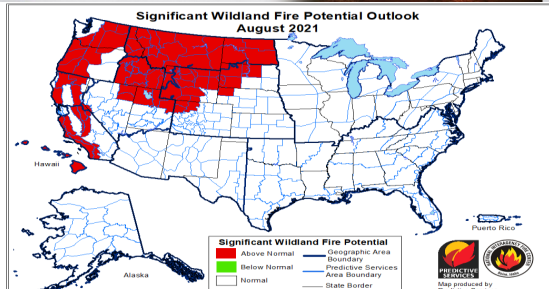 Significant Wildland Fire Potential Outlook
August 2021
Hawaii
Alaska
Puerto Rico
Significant Wildland Fire Potential
Above Normal
Below Normal
Normal
Geographic Area
Boundary
Predictive Services
Area Boundary
State Border
PREDICTIVE
SERVICES
Map produced by